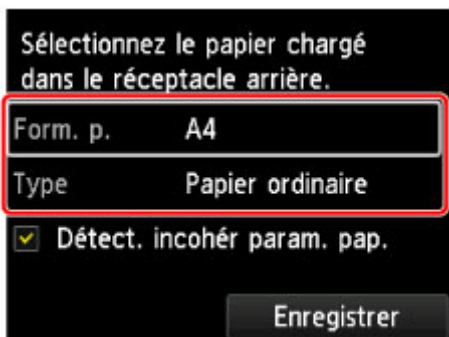 Sélectionnez le papier chargé
dans le réceptacle arrière.
Form. p. A4
Type Papier ordinaire
Détect. incohér param. pap.
Enregistrer